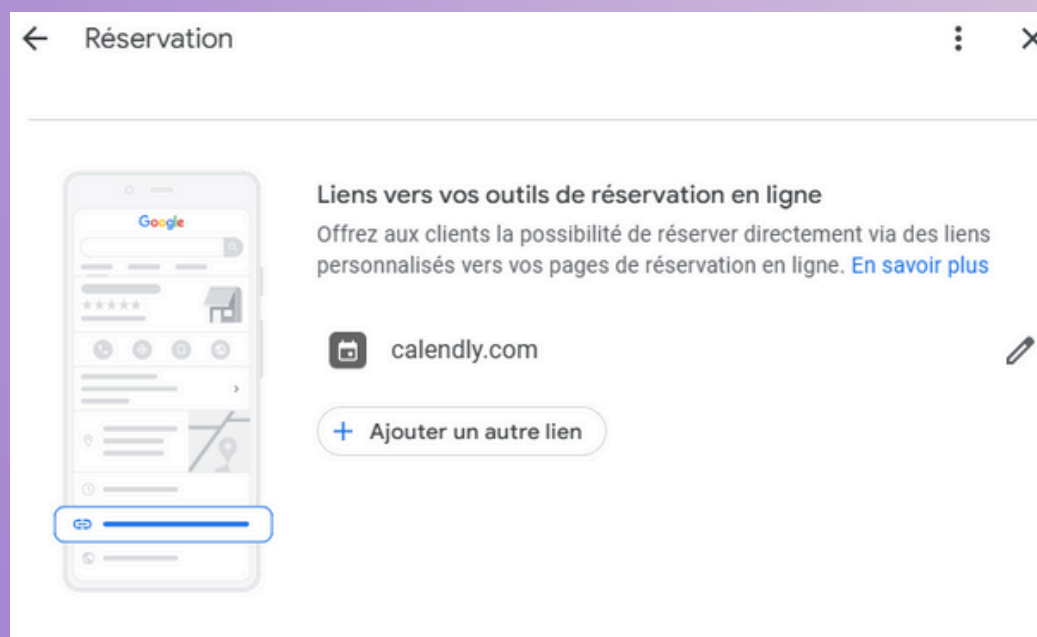 Réservation
Google
Liens vers vos outils de réservation en ligne
Offrez aux clients la possibilité de réserver directement via des liens
personnalisés vers vos pages de réservation en ligne. En savoir plus
calendly.com
+ Ajouter un autre lien